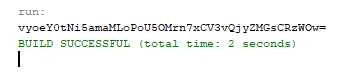 run:
vyoeY0tNi5amaMLoPoU5OMrn7xCV3vQjyZMGsCRzWOw=
BUILD SUCCESSFUL (total time: 2 seconds)